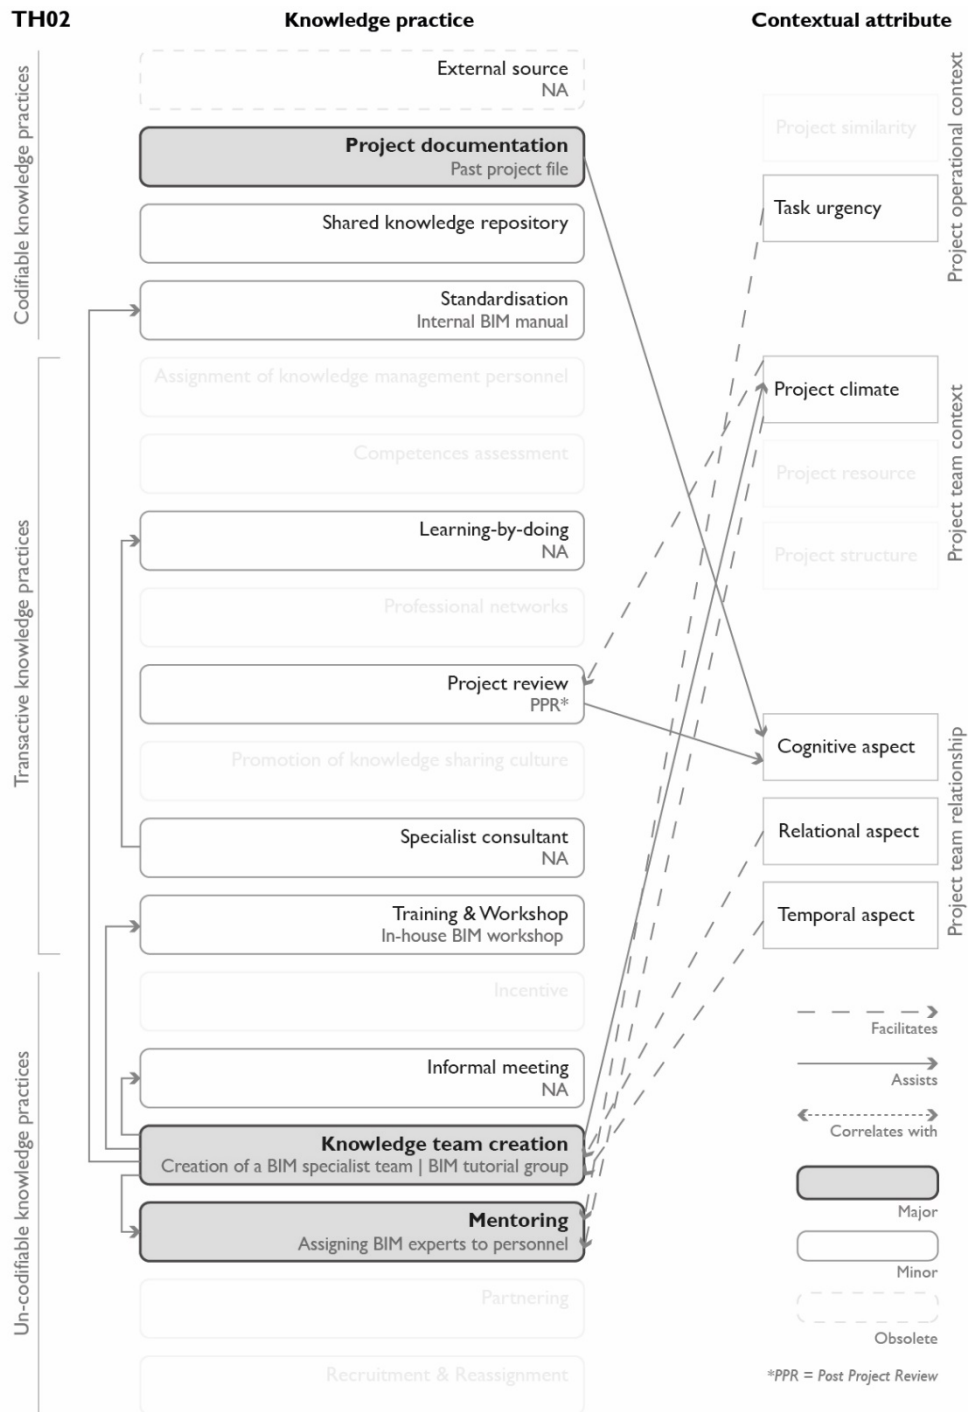 TH02
Knowledge practice
Contextual attribute
Codifiable knowledge practices
External source
NA
Project documentation
Past project file
Shared knowledge repository
Standardisation
Internal BIM manual
Transactive knowledge practices
Assignment of knowledge management personnel
Competences assessment
Learning-by-doing
NA
Professional networks
Project review
PPR*
Promotion of knowledge sharing culture
Specialist consultant
NA
Training & Workshop
In-house BIM workshop
Un-codifiable knowledge practices
Incentive
Informal meeting
NA
Knowledge team creation
Creation of a BIM specialist team | BIM tutorial group
Mentoring
Assigning BIM experts to personnel
Partnering
Recruitment & Reassignment
Project operational context
Project similarity
Task urgency
Project team context
Project climate
Project resource
Project structure
Project team relationship
Cognitive aspect
Relational aspect
Temporal aspect
Facilitates
Assists
Correlates with
Major
Minor
Obsolete
*PPR = Post Project Review